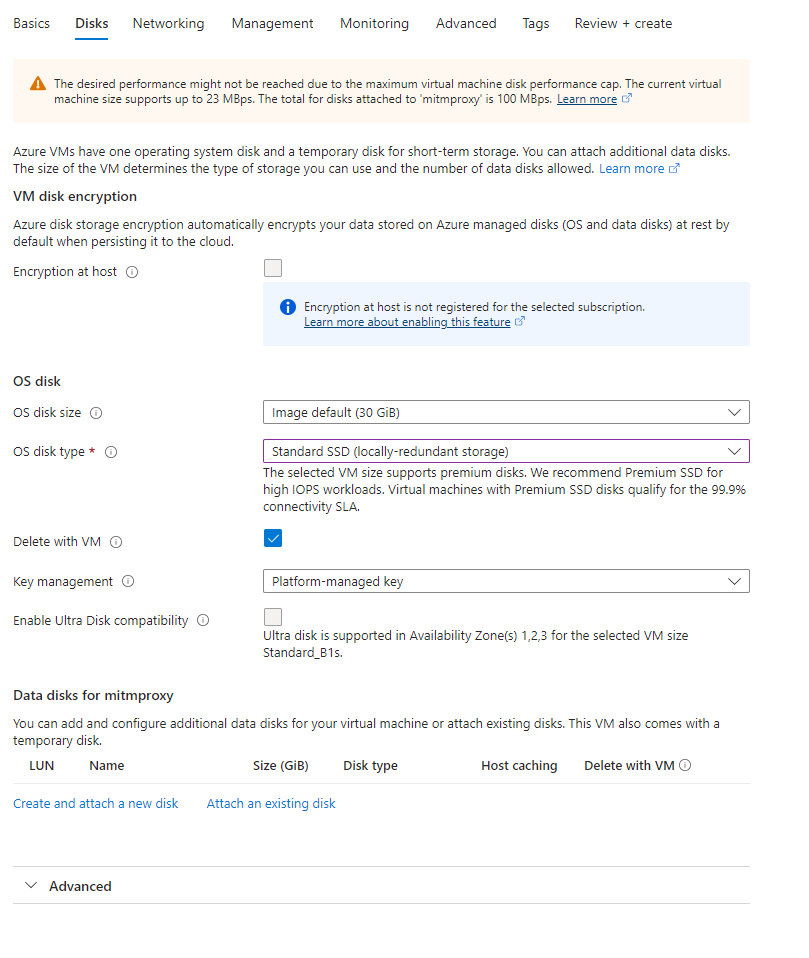 Basics Disks Networking Management Monitoring Advanced Tags Review + create
The desired performance might not be reached due to the maximum virtual machine disk performance cap. The current virtual
machine size supports up to 23 MBps. The total for disks attached to 'mitmproxy' is 100 MBps. Learn more
Azure VMs have one operating system disk and a temporary disk for short-term storage. You can attach additional data disks.
The size of the VM determines the type of storage you can use and the number of data disks allowed. Learn more
VM disk encryption
Azure disk storage encryption automatically encrypts your data stored on Azure managed disks (OS and data disks) at rest by
default when persisting it to the cloud.
Encryption at host
Encryption at host is not registered for the selected subscription.
Learn more about enabling this feature
OS disk
OS disk size Image default (30 GiB)
OS disk type * Standard SSD (locally-redundant storage)
The selected VM size supports premium disks. We recommend Premium SSD for
high IOPS workloads. Virtual machines with Premium SSD disks qualify for the 99.9%
connectivity SLA.
Delete with VM
Key management Platform-managed key
Enable Ultra Disk compatibility
Ultra disk is supported in Availability Zone(s) 1,2,3 for the selected VM size
Standard_B1s.
Data disks for mitmproxy
You can add and configure additional data disks for your virtual machine or attach existing disks. This VM also comes with a
temporary disk.
LUN Name Size (GiB) Disk type Host caching Delete with VM
Create and attach a new disk Attach an existing disk
Advanced